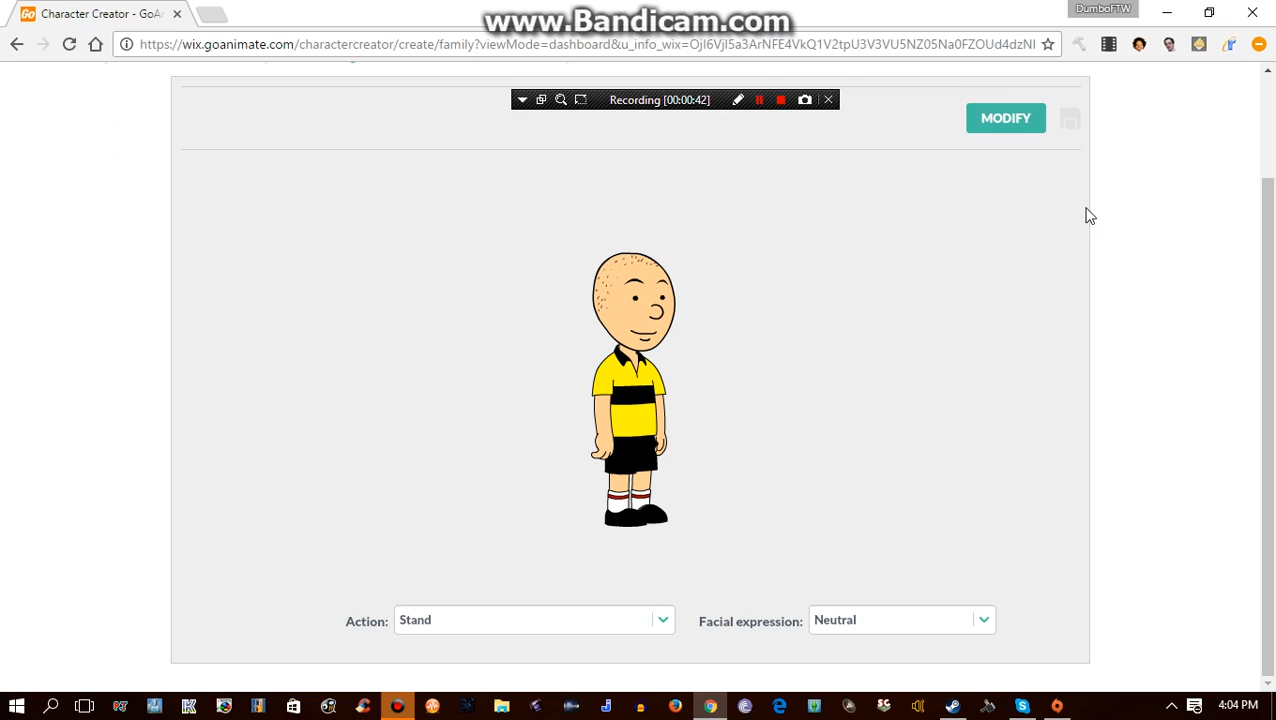 www.Bandicam.com
Character Creator - GoA
DumboFTW
https://wix.goanimate.com/charactercreator/create/family?viewMode=dashboard&u_info_wix=
Recording [00:00:42]
MODIFY
Action:
Stand
Facial expression:
Neutral
4:04 PM